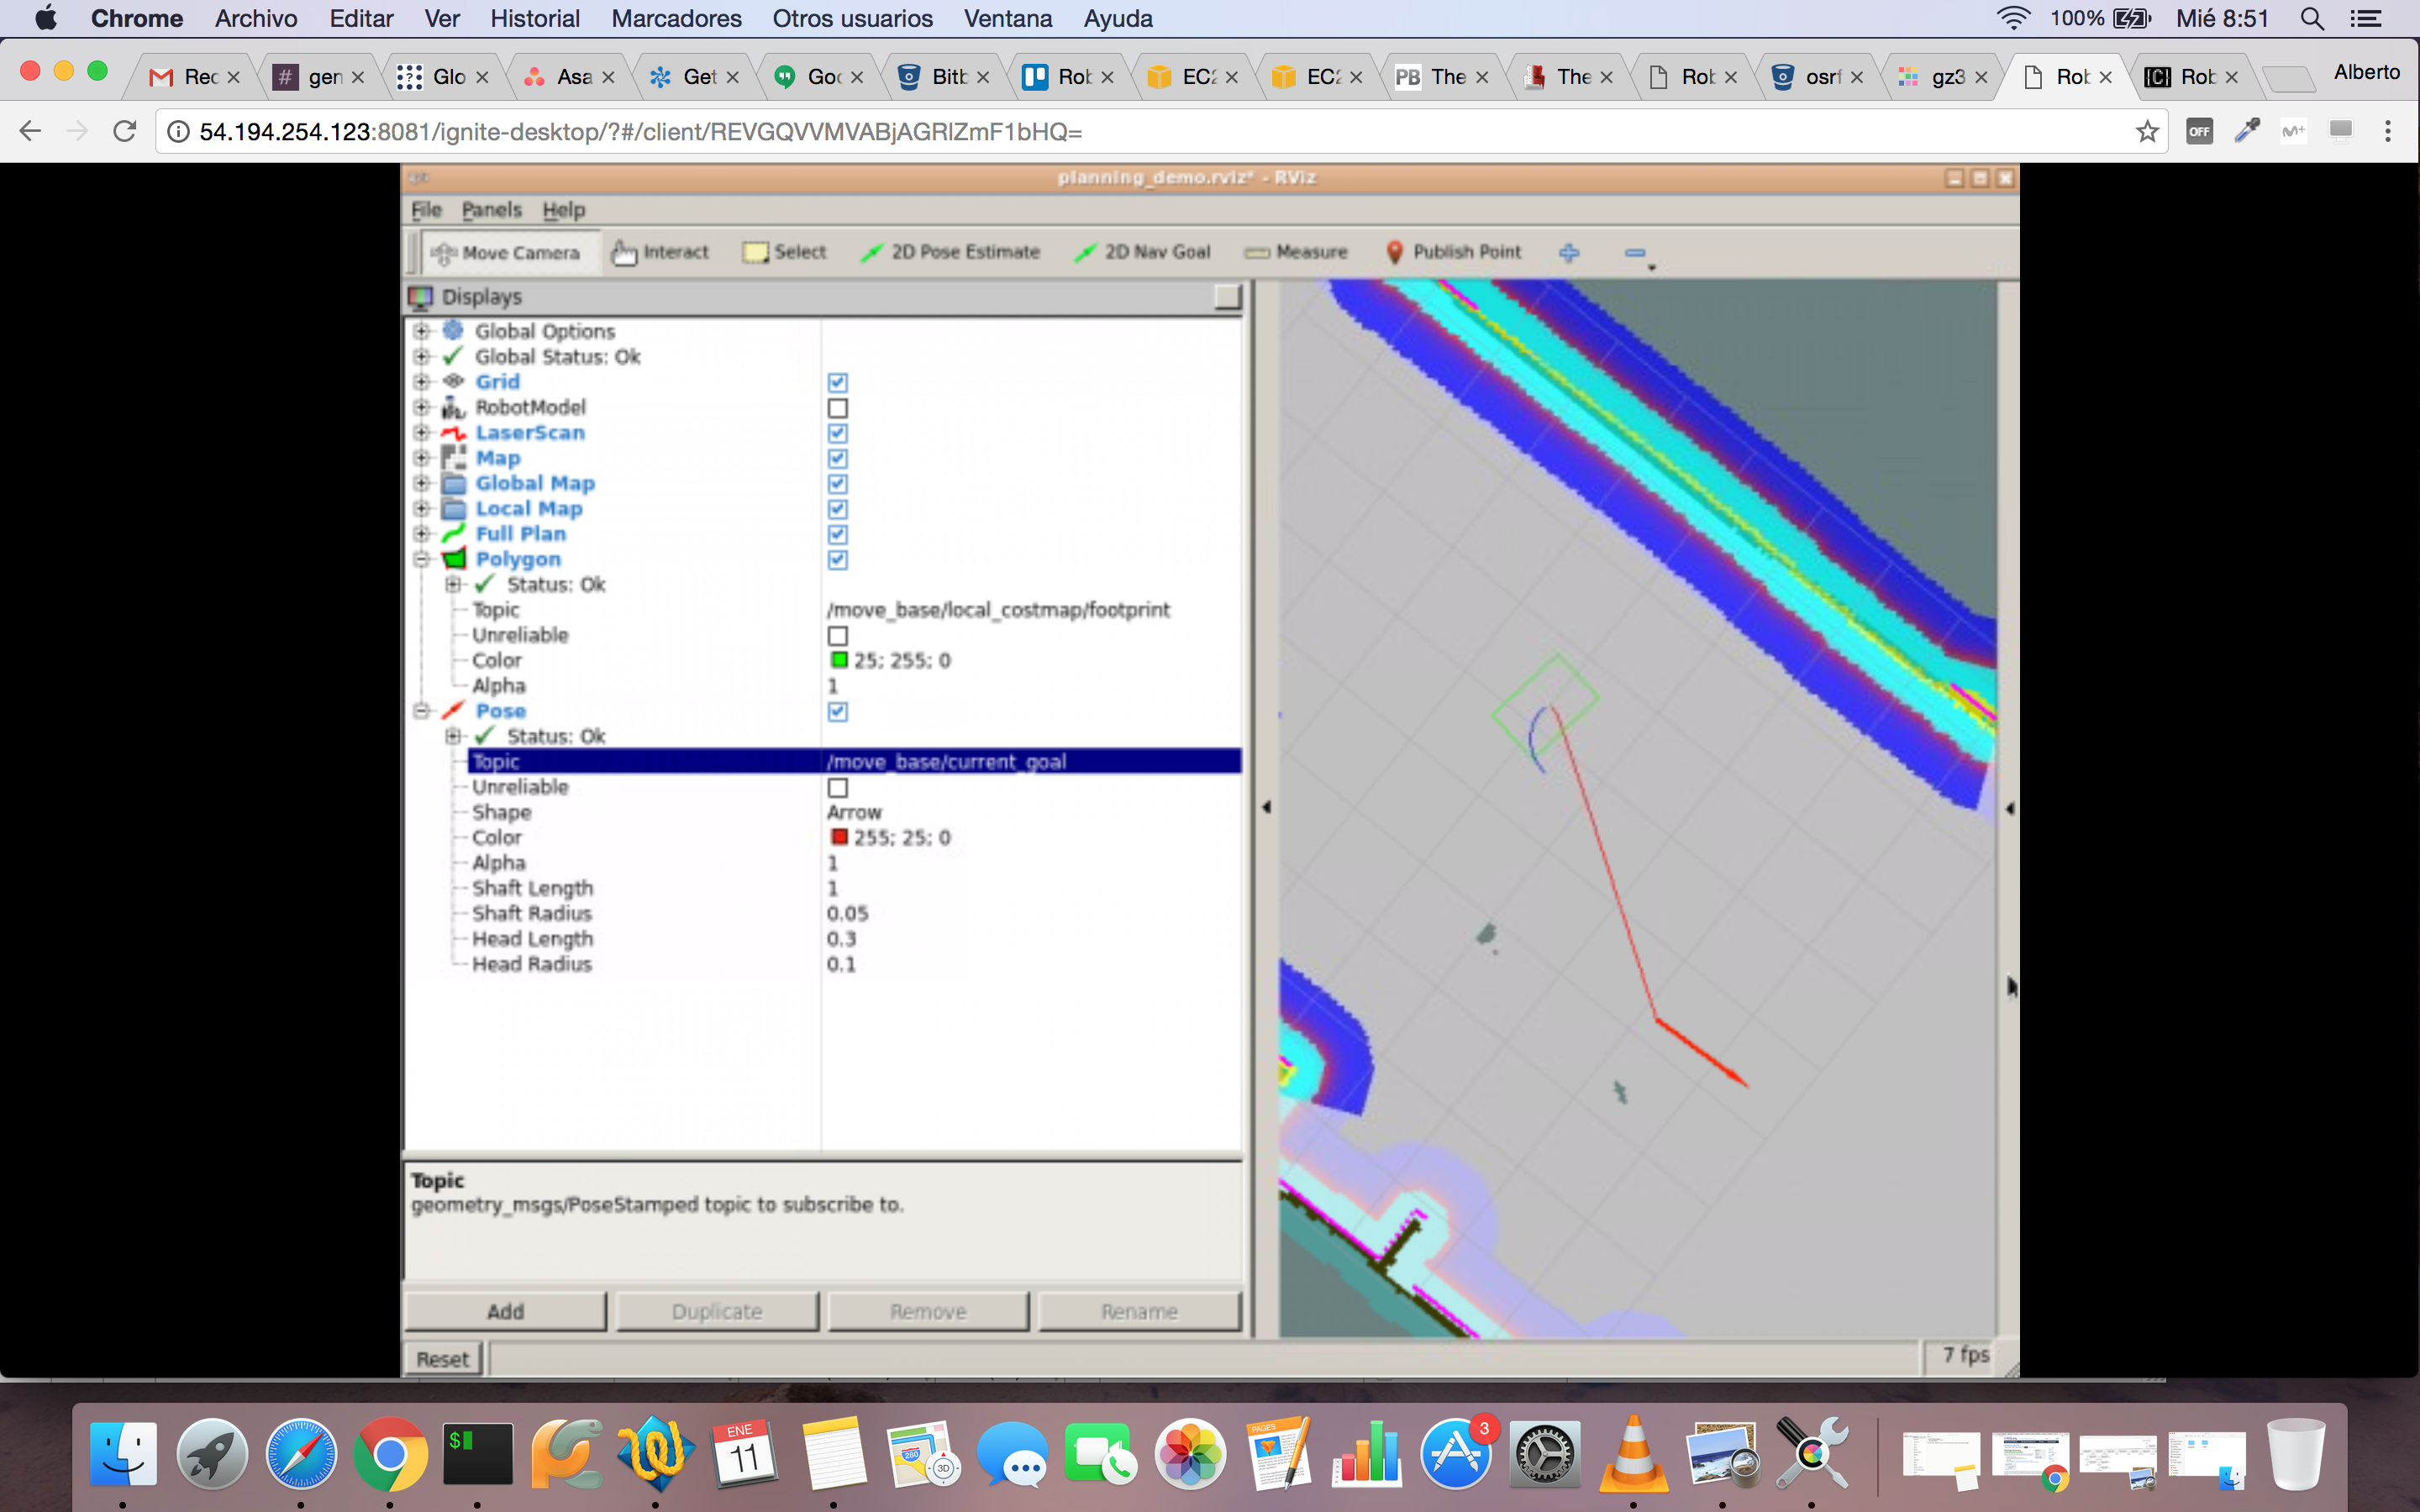 Chrome Archivo Editar Ver Historial Marcadores Otros usuarios Ventana Ayuda 100% Mié 8:51
Rec gen Glo Asa Get Goo Bitb Rob EC2 EC2 PB The The Rob osrf gz3 [C] Rob Rob Alberto
54.194.254.123:8081/ignite-desktop/?#/client/REVGQVVMVABjAGRlZmF1bHQ= OFF
planning_demo.rviz* - RViz
File Panels Help
Move Camera Interact Select 2D Pose Estimate 2D Nav Goal Measure Publish Point
Displays
Global Options
Global Status: Ok
Grid
RobotModel
LaserScan
Map
Global Map
Local Map
Full Plan
Polygon
Status: Ok
Topic /move_base/local_costmap/footprint
Unreliable
Color 25; 255; 0
Alpha 1
Pose
Status: Ok
Topic /move_base/current_goal
Unreliable
Shape Arrow
Color 255; 25; 0
Alpha 1
Shaft Length 1
Shaft Radius 0.05
Head Length 0.3
Head Radius 0.1
Topic
geometry_msgs/PoseStamped topic to subscribe to.
Add Duplicate Remove Rename
Reset 7 fps
$
ENE
11
280
3D
PAGES
3